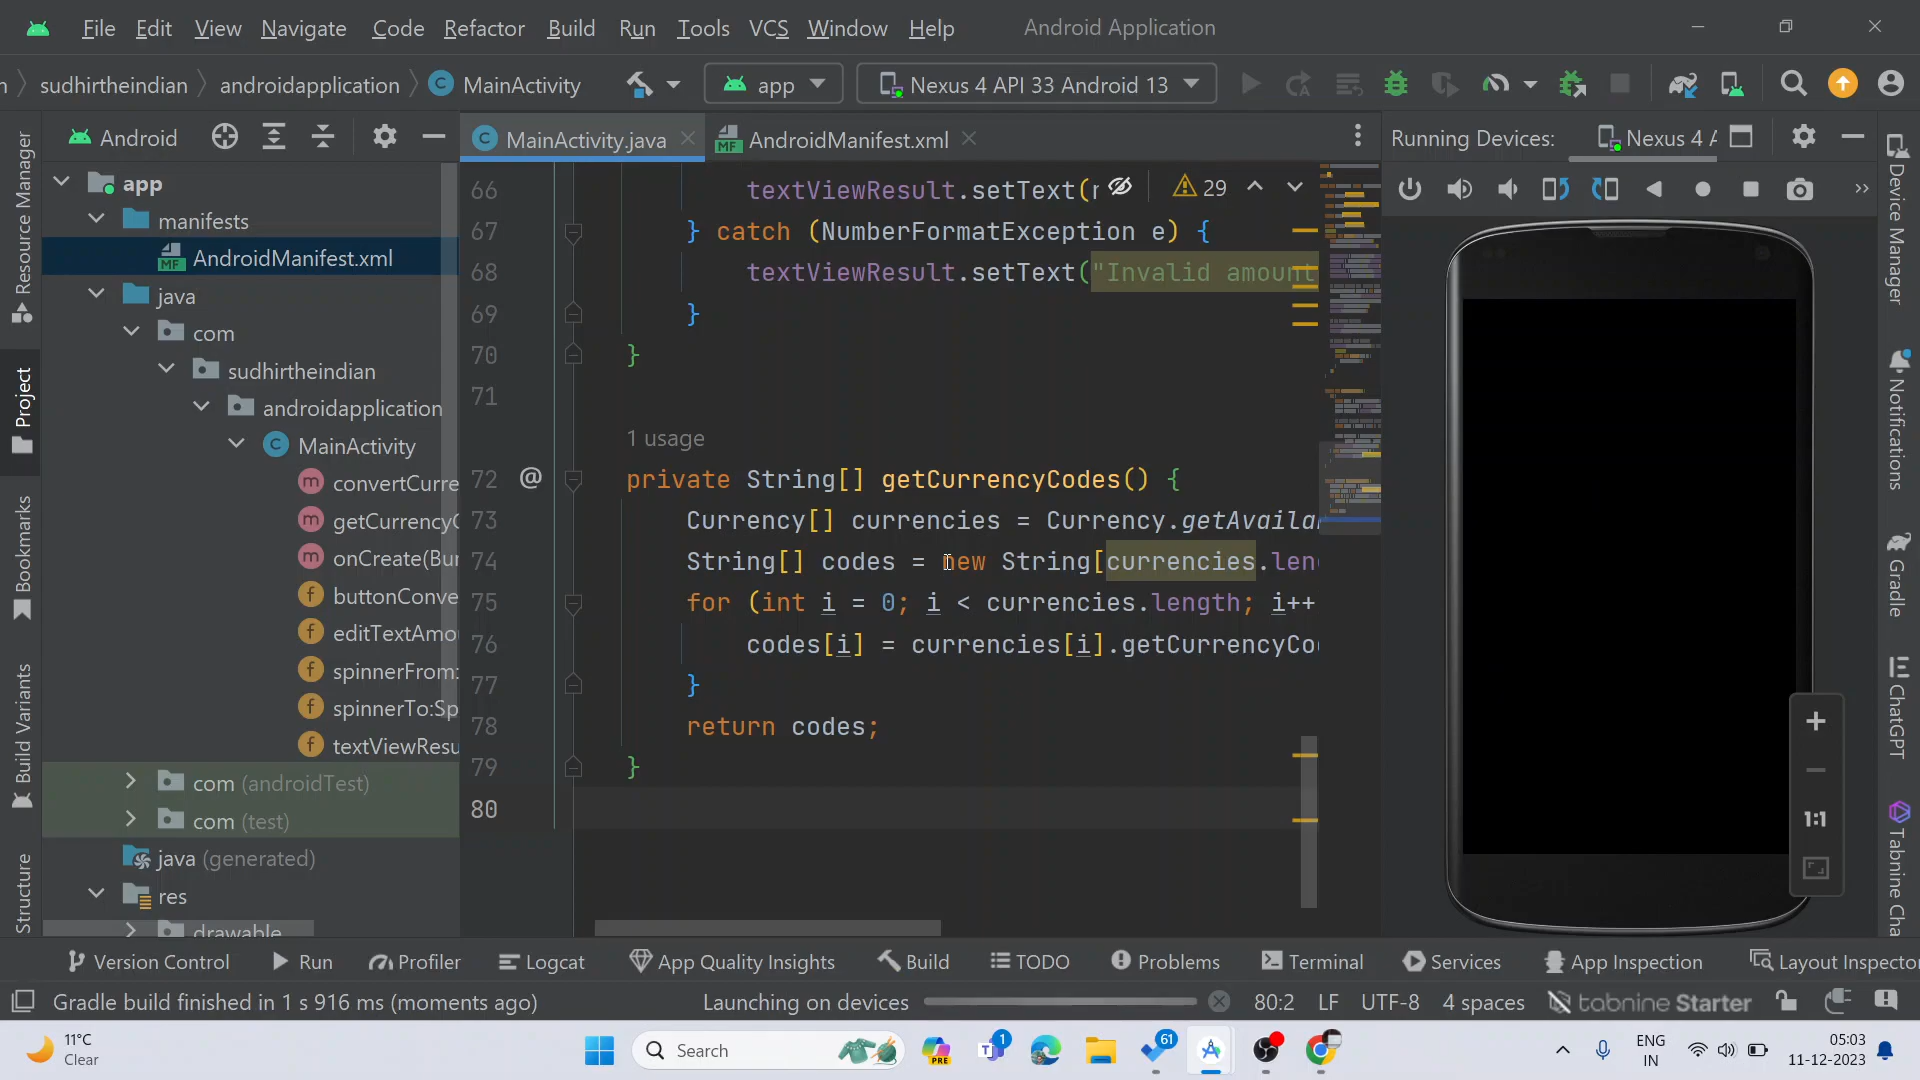 File Edit View Navigate Code Refactor Build Run Tools VCS Window Help Android Application
sudhirtheindian androidapplication MainActivity app Nexus 4 API 33 Android 13
Android
MainActivity.java AndroidManifest.xml
Running Devices: Nexus 4
app
manifests
AndroidManifest.xml
java
com
sudhirtheindian
androidapplication
MainActivity
convertCurre
getCurrency
onCreate(Bu
buttonConve
editTextAmo
spinnerFrom:
spinnerTo:Sp
textViewResu
com (androidTest)
com (test)
java (generated)
res
drawable
Resource Manager
Project
Bookmarks
Build Variants
Structure
29
66 textViewResult.setText(r
67 } catch (NumberFormatException e) {
68 textViewResult.setText("Invalid amount
69 }
70 }
71
1 usage
72 @ private String[] getCurrencyCodes() {
73 Currency[] currencies = Currency.getAvaila
74 String[] codes = new String[currencies.len
75 for (int i = 0; i < currencies.length; i++
76 codes[i] = currencies[i].getCurrencyCo
77 }
78 return codes;
79 }
80
1:1
Device Manager
Notifications
Gradle
ChatGPT
Tabnine Cha
Version Control Run Profiler Logcat App Quality Insights Build TODO Problems Terminal Services App Inspection Layout Inspector
Gradle build finished in 1 s 916 ms (moments ago) Launching on devices 80:2 LF UTF-8 4 spaces tabnine Starter
11°C
Clear
Search
PRE
1
61
ENG
IN
05:03
11-12-2023